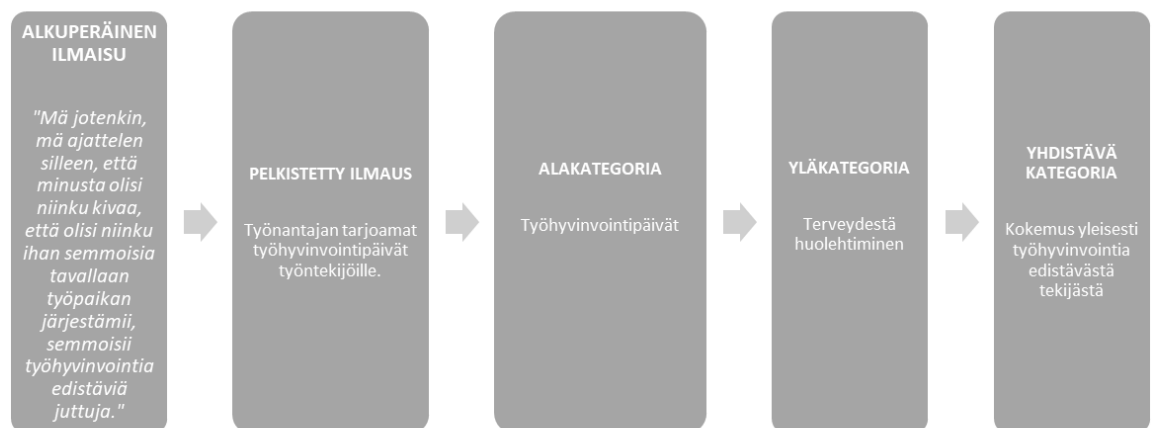 ALKUPERÄINEN
ILMAISU
"Mä jotenkin,
mä ajattelen
silleen, että
minusta olisi
niinku kivaa,
että olisi niinku
ihan semmoisia
tavallaan
työpaikan
järjestämii,
semmoisii
työhyvinvointia
edistäviä
juttuja."
PELKISTETTY ILMAUS
Työnantajan tarjoamat
työhyvinvointipäivät
työntekijöille.
ALAKATEGORIA
Työhyvinvointipäivät
YLÄKATEGORIA
Terveydestä
huolehtiminen
YHDISTÄVÄ
KATEGORIA
Kokemus yleisesti
työhyvinvointia
edistävästä
tekijästä